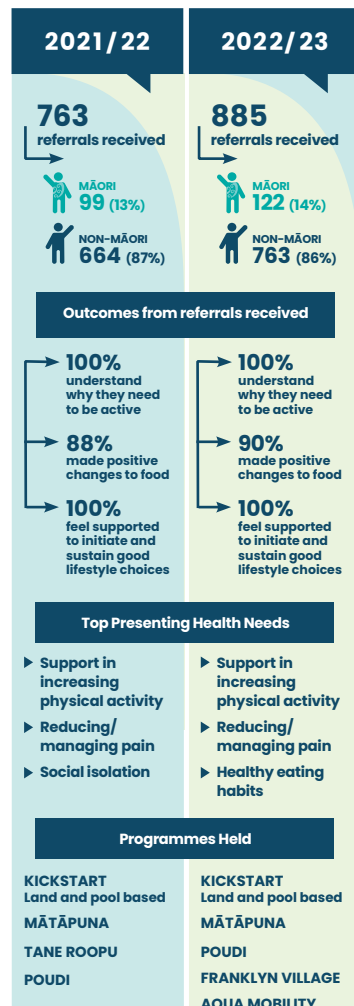 2021/22
763
referrals received
MĀORI
99 (13%)
NON-MĀORI
664 (87%)
2022/23
885
referrals received
MĀORI
122 (14%)
NON-MĀORI
763 (86%)
Outcomes from referrals received
100%
understand
why they need
to be active
88%
made positive
changes to food
100%
feel supported
to initiate and
sustain good
lifestyle choices
100%
understand
why they need
to be active
90%
made positive
changes to food
100%
feel supported
to initiate and
sustain good
lifestyle choices
Top Presenting Health Needs
Support in
increasing
physical activity
Reducing/
managing pain
Social isolation
Support in
increasing
physical activity
Reducing/
managing pain
Healthy eating
habits
Programmes Held
KICKSTART
Land and pool based
MĀTĀPUNA
TANE ROOPU
POUDI
KICKSTART
Land and pool based
MĀTĀPUNA
POUDI
FRANKLYN VILLAGE
AQUA MOBILITY